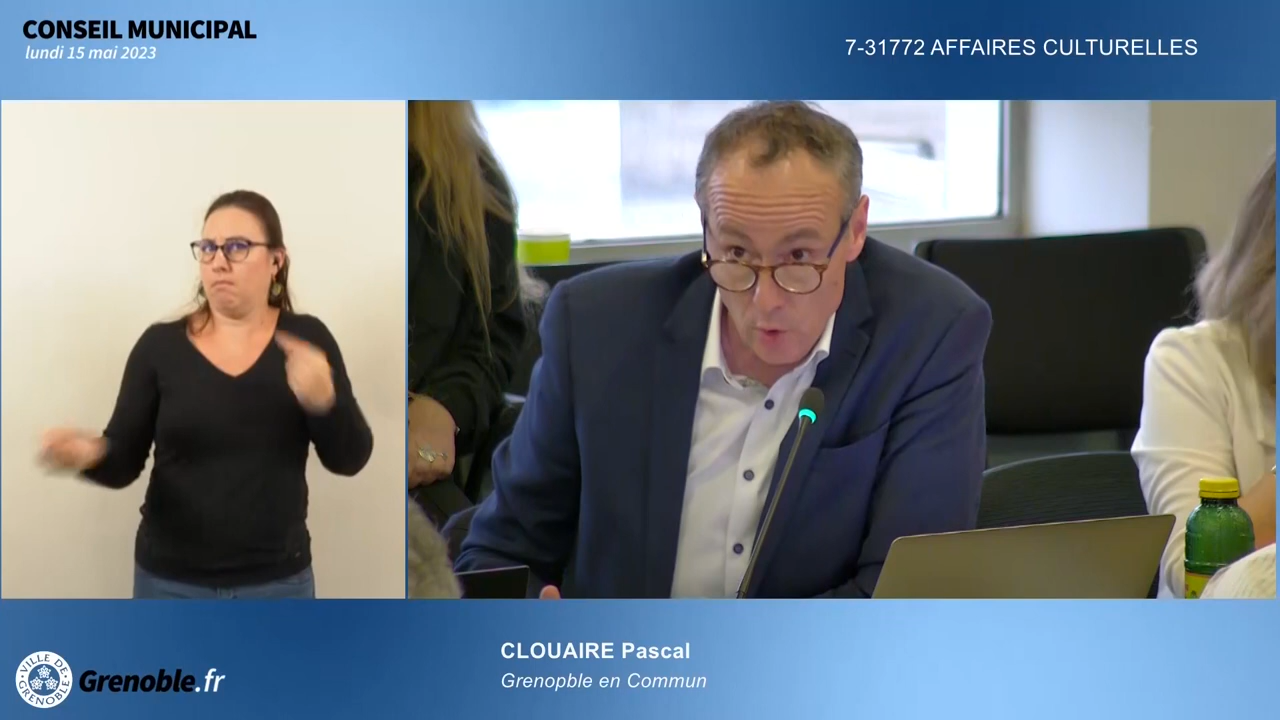 CONSEIL MUNICIPAL
lundi 15 mai 2023
7-31772 AFFAIRES CULTURELLES
CLOUAIRE Pascal
Grenopble en Commun
VILLE DE GRENOBLE
Grenoble.fr